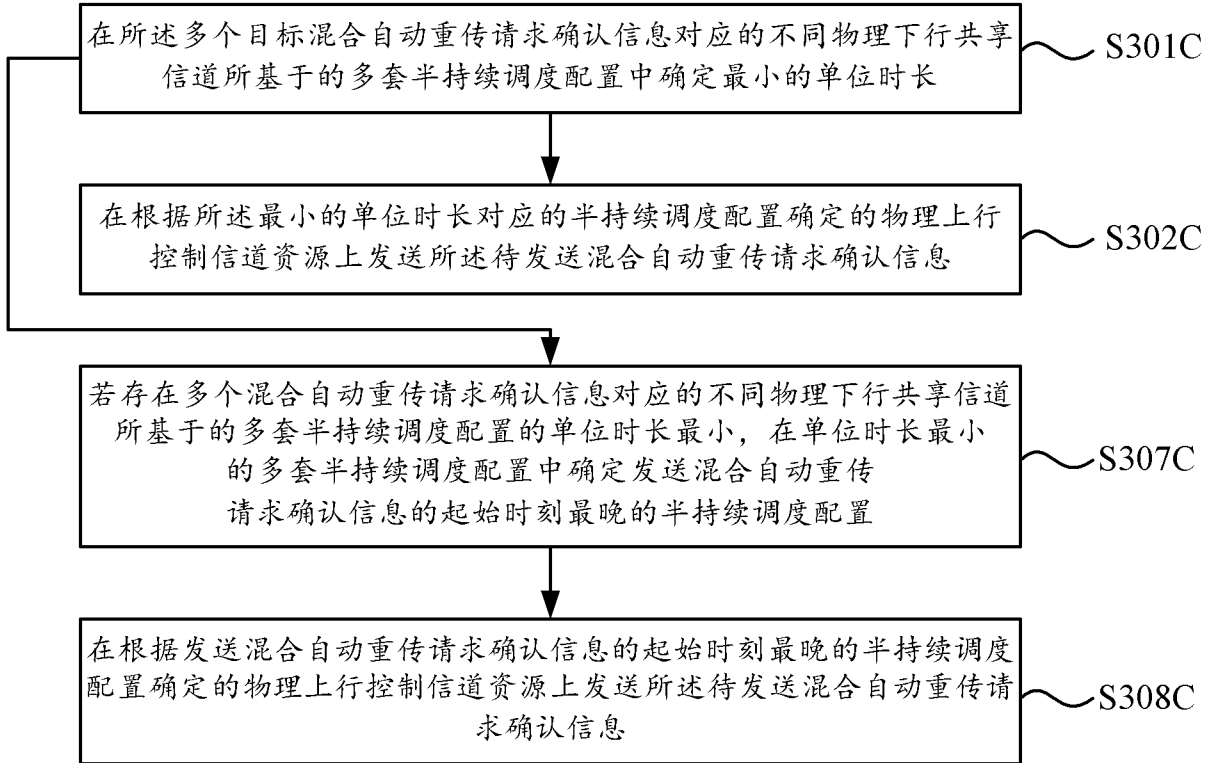 在所述多个目标混合自动重传请求确认信息对应的不同物理下行共享
信道所基于的多套半持续调度配置中确定最小的单位时长
S301C
在根据所述最小的单位时长对应的半持续调度配置确定的物理上行
控制信道资源上发送所述待发送混合自动重传请求确认信息
S302C
若存在多个混合自动重传请求确认信息对应的不同物理下行共享信道
所基于的多套半持续调度配置的单位时长最小，在单位时长最小
的多套半持续调度配置中确定发送混合自动重传
请求确认信息的起始时刻最晚的半持续调度配置
S307C
在根据发送混合自动重传请求确认信息的起始时刻最晚的半持续调度
配置确定的物理上行控制信道资源上发送所述待发送混合自动重传请
求确认信息
S308C